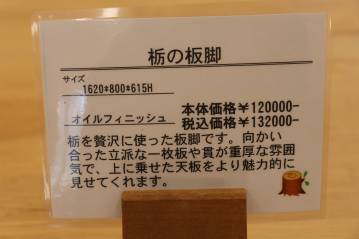 栃の板脚
サイズ
1620*800*615H
オイルフィニッシュ
本体価格¥120000-
税込価格¥132000-
栃を贅沢に使った板脚です。向かい
合った立派な一枚板や貫が重厚な雰囲
気で、上に乗せた天板をより魅力的に
見せてくれます。